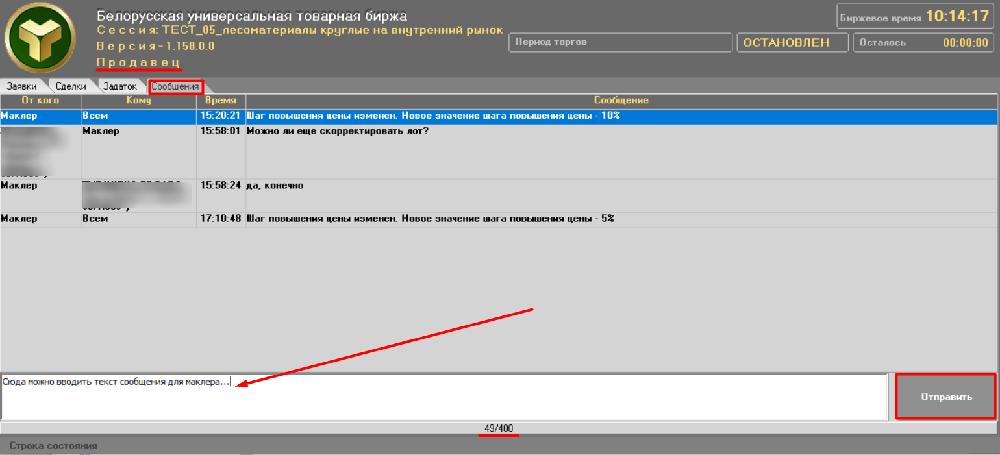 Белорусская универсальная товарная биржа
Биржевое время 10:14:17
Сессия: ТЕСТ_05_лесоматериалы круглые на внутренний рынок
Период торгов ОСТАНОВЛЕН Осталось 00:00:00
Версия - 1.158.0.0
Продавец
Заявки Сделки Задаток Сообщения
От кого Кому Время Сообщение
Маклер Всем 15:20:21 Шаг повышения цены изменен. Новое значение шага повышения цены - 10%
Маклер 15:58:01 Можно ли еще скорректировать лот?
Маклер 15:58:24 да, конечно
Маклер Всем 17:10:48 Шаг повышения цены изменен. Новое значение шага повышения цены - 5%
Сюда можно вводить текст сообщения для маклера...
Отправить
49/400
Строка состояния